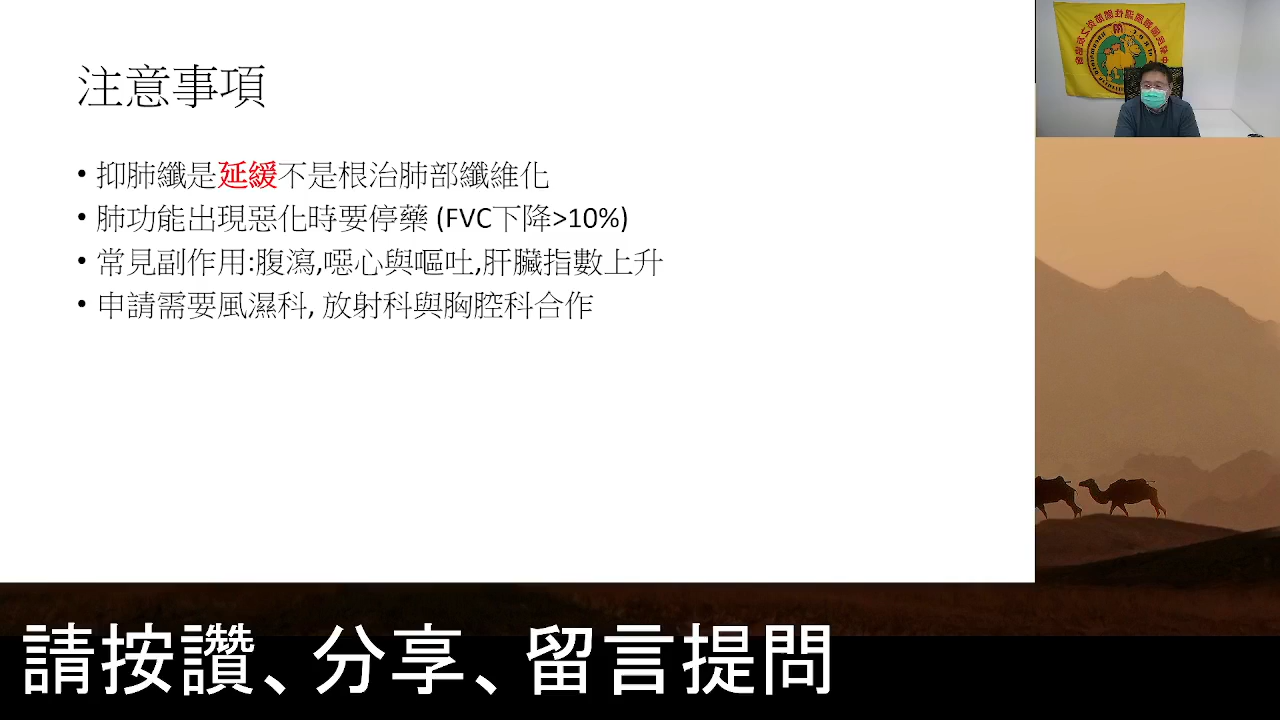 注意事項
• 抑肺纖是延緩不是根治肺部纖維化
• 肺功能出現惡化時要停藥 (FVC下降>10%)
• 常見副作用:腹瀉,噁心與嘔吐,肝臟指數上升
• 申請需要風濕科, 放射科與胸腔科合作
請按讚、分享、留言提問